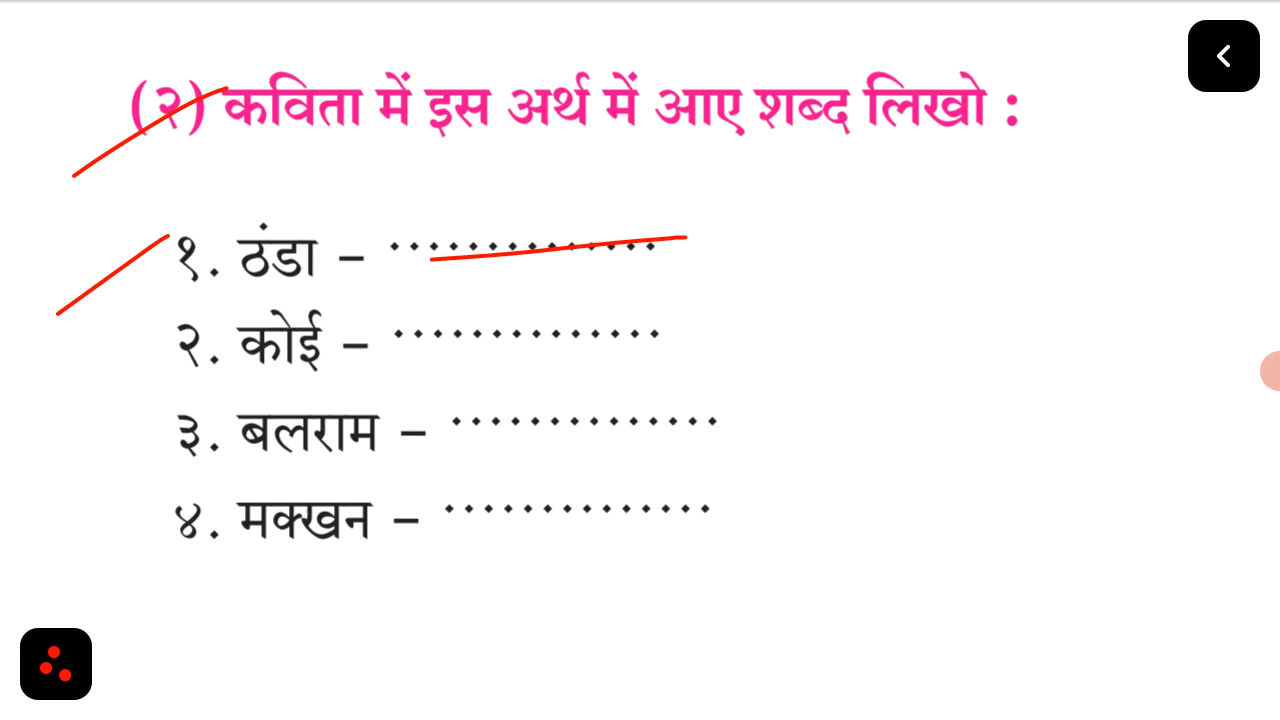 (२) कविता में इस अर्थ में आए शब्द लिखो :
१. ठंडा - ··············
२. कोई - ··············
३. बलराम - ··············
४. मक्खन - ··············